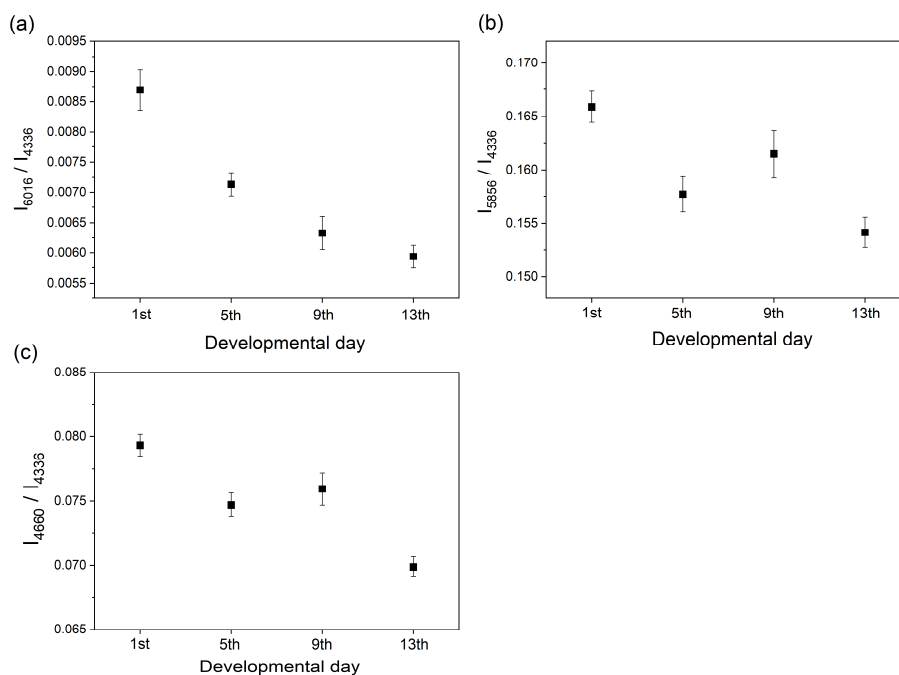 (a)
0.0095
0.0090
0.0085
0.0080
0.0075
0.0070
0.0065
0.0060
0.0055
I6016 / I4336
1st 5th 9th 13th
Developmental day
(b)
0.170
0.165
0.160
0.155
0.150
I5856 / I4336
1st 5th 9th 13th
Developmental day
(c)
0.085
0.080
0.075
0.070
0.065
I4660 / I4336
1st 5th 9th 13th
Developmental day